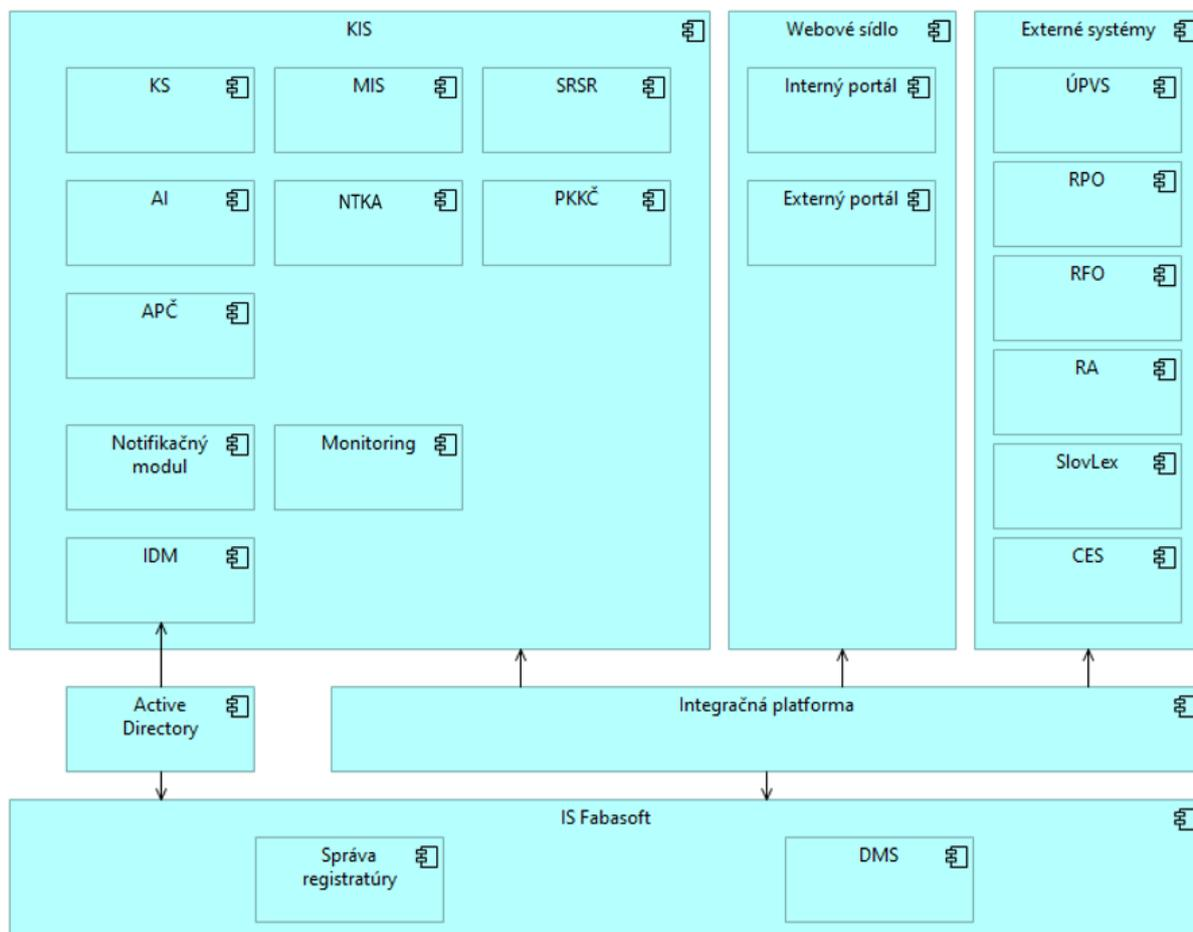 KIS
KS
MIS
SRSR
AI
NTKA
PKKČ
APČ
Notifikačný
modul
Monitoring
IDM
Webové sídlo
Interný portál
Externý portál
Externé systémy
ÚPVS
RPO
RFO
RA
SlovLex
CES
Active
Directory
Integračná platforma
IS Fabasoft
Správa
registratúry
DMS